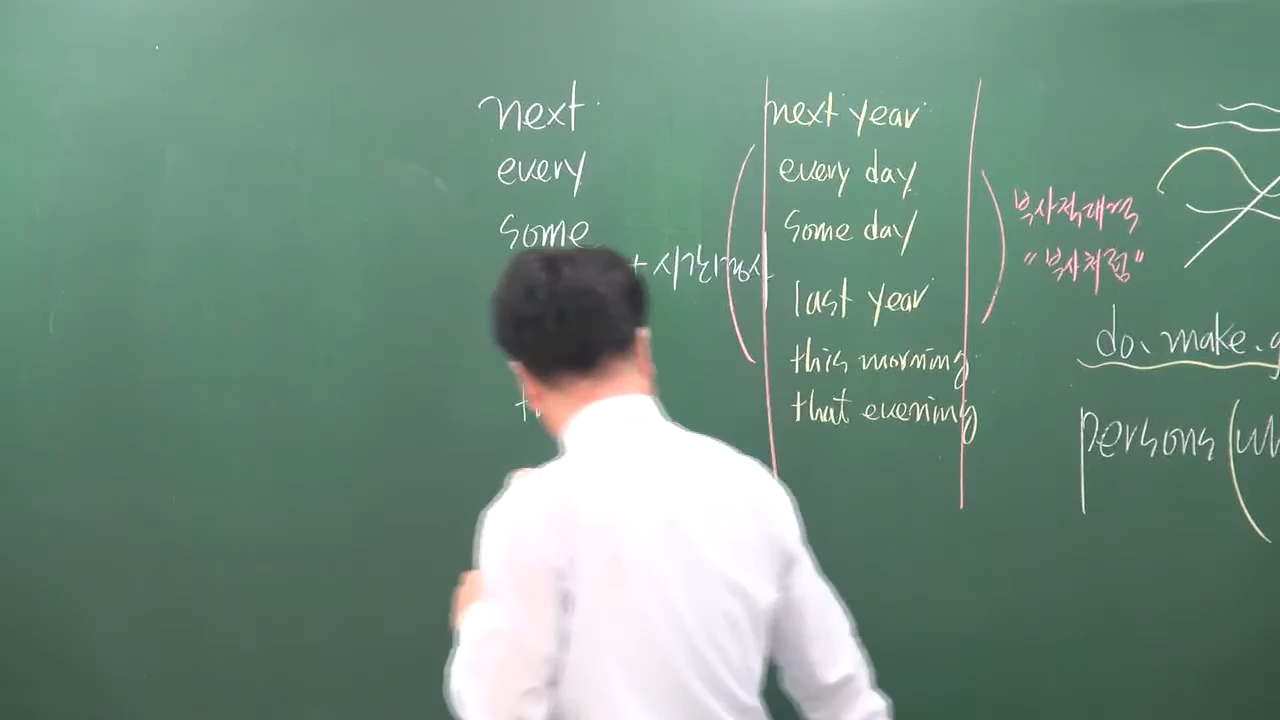 next
every
some
+ 시간명사
next year
every day
some day
last year
this morning
that evening
부사적대격
"부사처럼"
do, make,
persons (wh